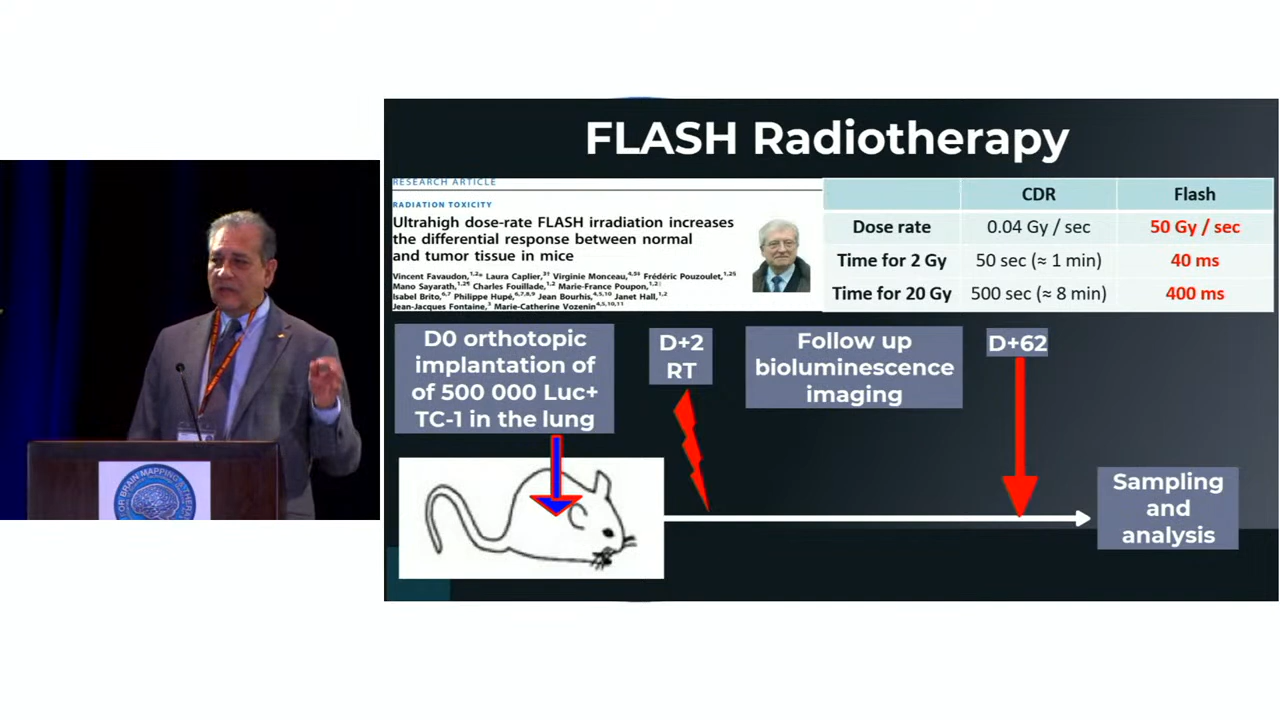 FLASH Radiotherapy
RESEARCH ARTICLE
RADIATION TOXICITY
Ultrahigh dose-rate FLASH irradiation increases
the differential response between normal
and tumor tissue in mice
Vincent Favaudon,1,2* Laura Caplier,3† Virginie Monceau,4,5‡ Frédéric Pouzoulet,1,2§
Mano Sayarath,1,2¶ Charles Fouillade,1,2 Marie-France Poupon,1,2||
Isabel Brito,6,7 Philippe Hupé,6,7,8,9 Jean Bourhis,4,5,10 Janet Hall,1,2
Jean-Jacques Fontaine,3 Marie-Catherine Vozenin4,5,10,11
CDR Flash
Dose rate 0.04 Gy / sec 50 Gy / sec
Time for 2 Gy 50 sec (≈ 1 min) 40 ms
Time for 20 Gy 500 sec (≈ 8 min) 400 ms
D0 orthotopic
implantation of
of 500 000 Luc+
TC-1 in the lung
D+2
RT
Follow up
bioluminescence
imaging
D+62
Sampling
and
analysis
BRAIN MAPPING